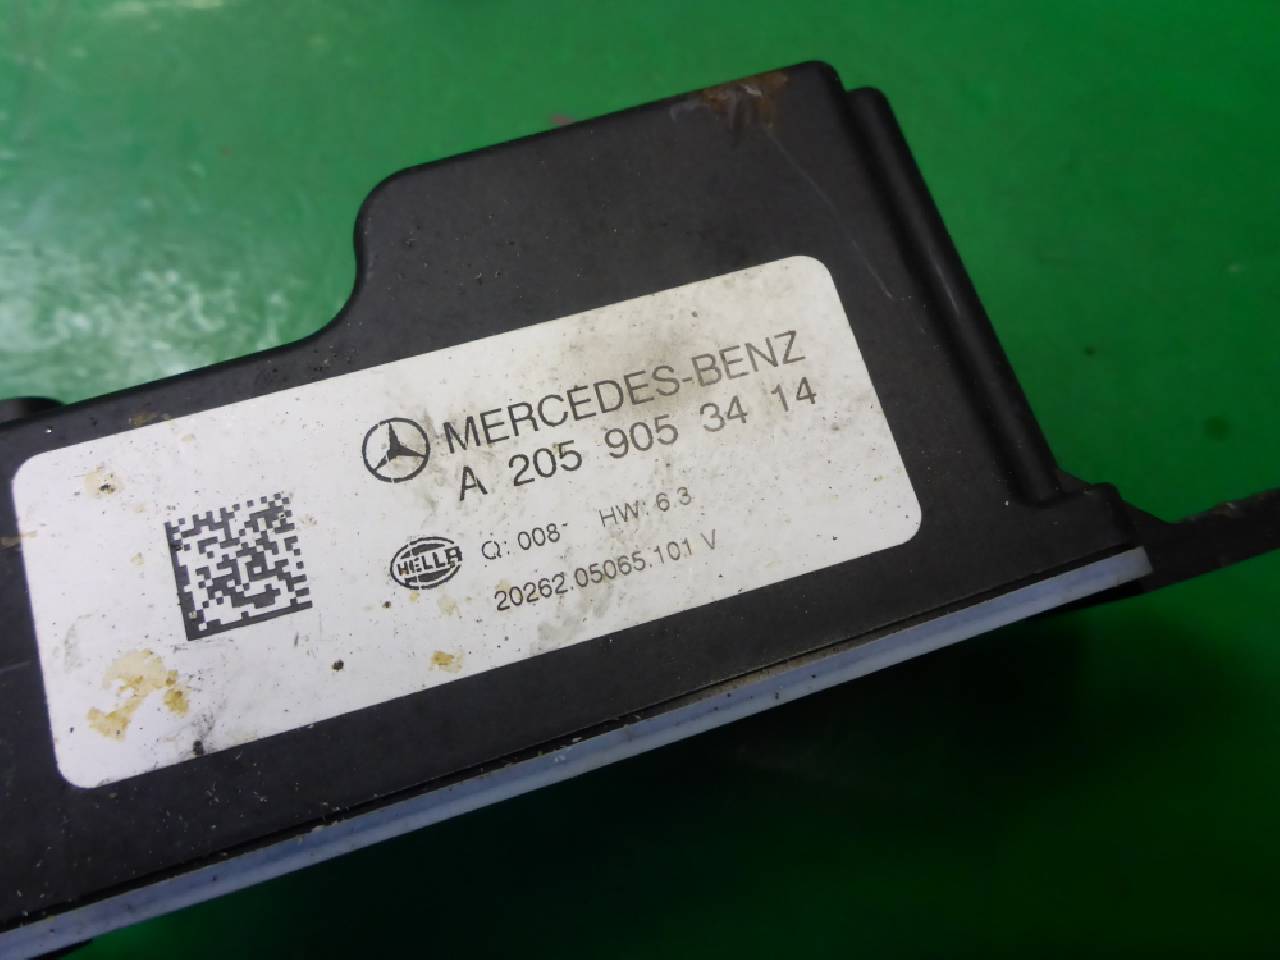 MERCEDES-BENZ
A 205 905 34 14
HELLA Q: 008- HW: 6.3
20262.05065.101 V